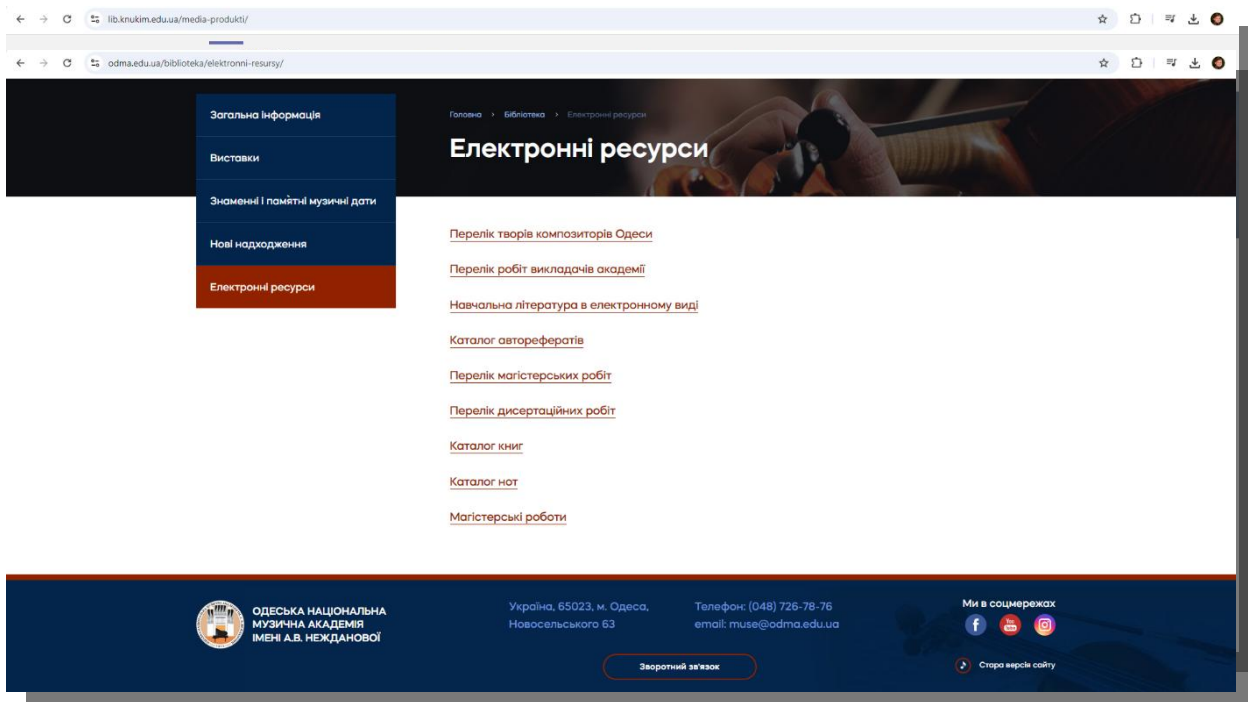 lib.knukim.edu.ua/media-produkti/
odma.edu.ua/biblioteka/elektronni-resursy/
Загальна інформація
Виставки
Знаменні і пам'ятні музичні дати
Нові надходження
Електронні ресурси
Головна > Бібліотека > Електронні ресурси
Електронні ресурси
Перелік творів композиторів Одеси
Перелік робіт викладачів академії
Навчальна література в електронному виді
Каталог авторефератів
Перелік магістерських робіт
Перелік дисертаційних робіт
Каталог книг
Каталог нот
Магістерські роботи
ОДЕСЬКА НАЦІОНАЛЬНА
МУЗИЧНА АКАДЕМІЯ
ІМЕНІ А.В. НЕЖДАНОВОЇ
Україна, 65023, м. Одеса,
Новосельського 63
Телефон: (048) 726-78-76
email: muse@odma.edu.ua
Зворотний зв'язок
Ми в соцмережах
Стара версія сайту